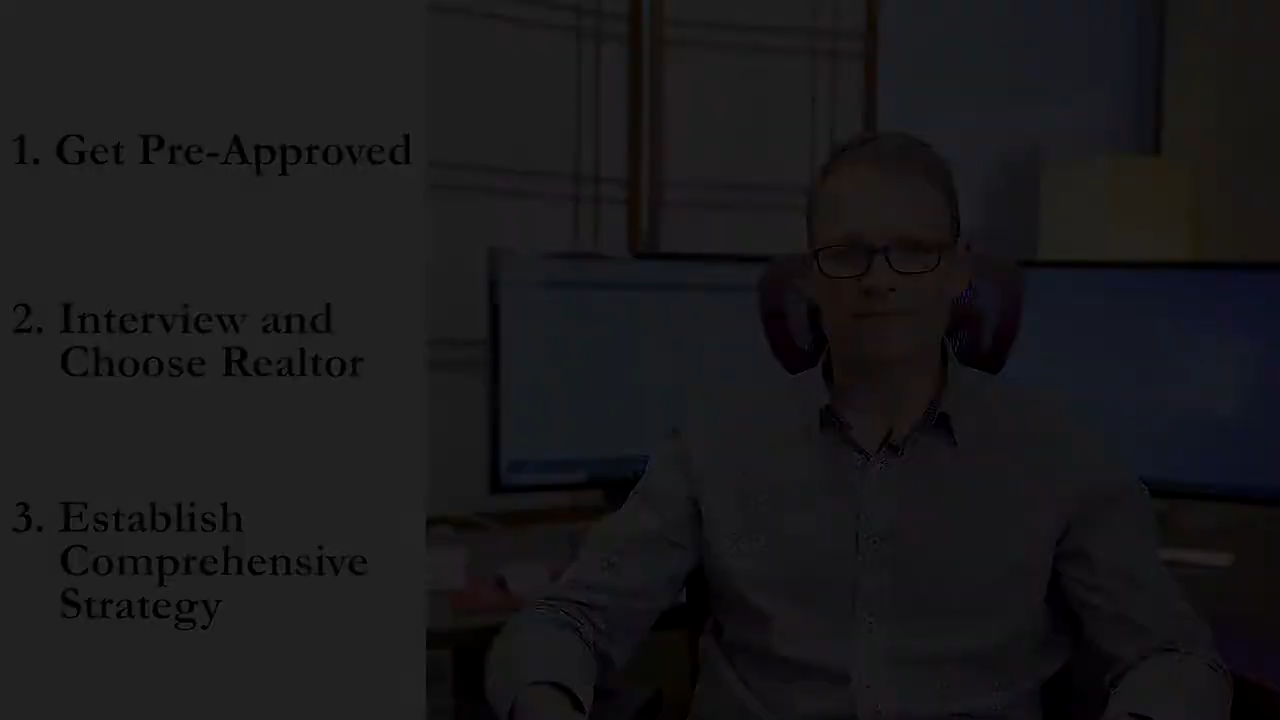 1. Get Pre-Approved
2. Interview and
Choose Realtor
3. Establish
Comprehensive
Strategy